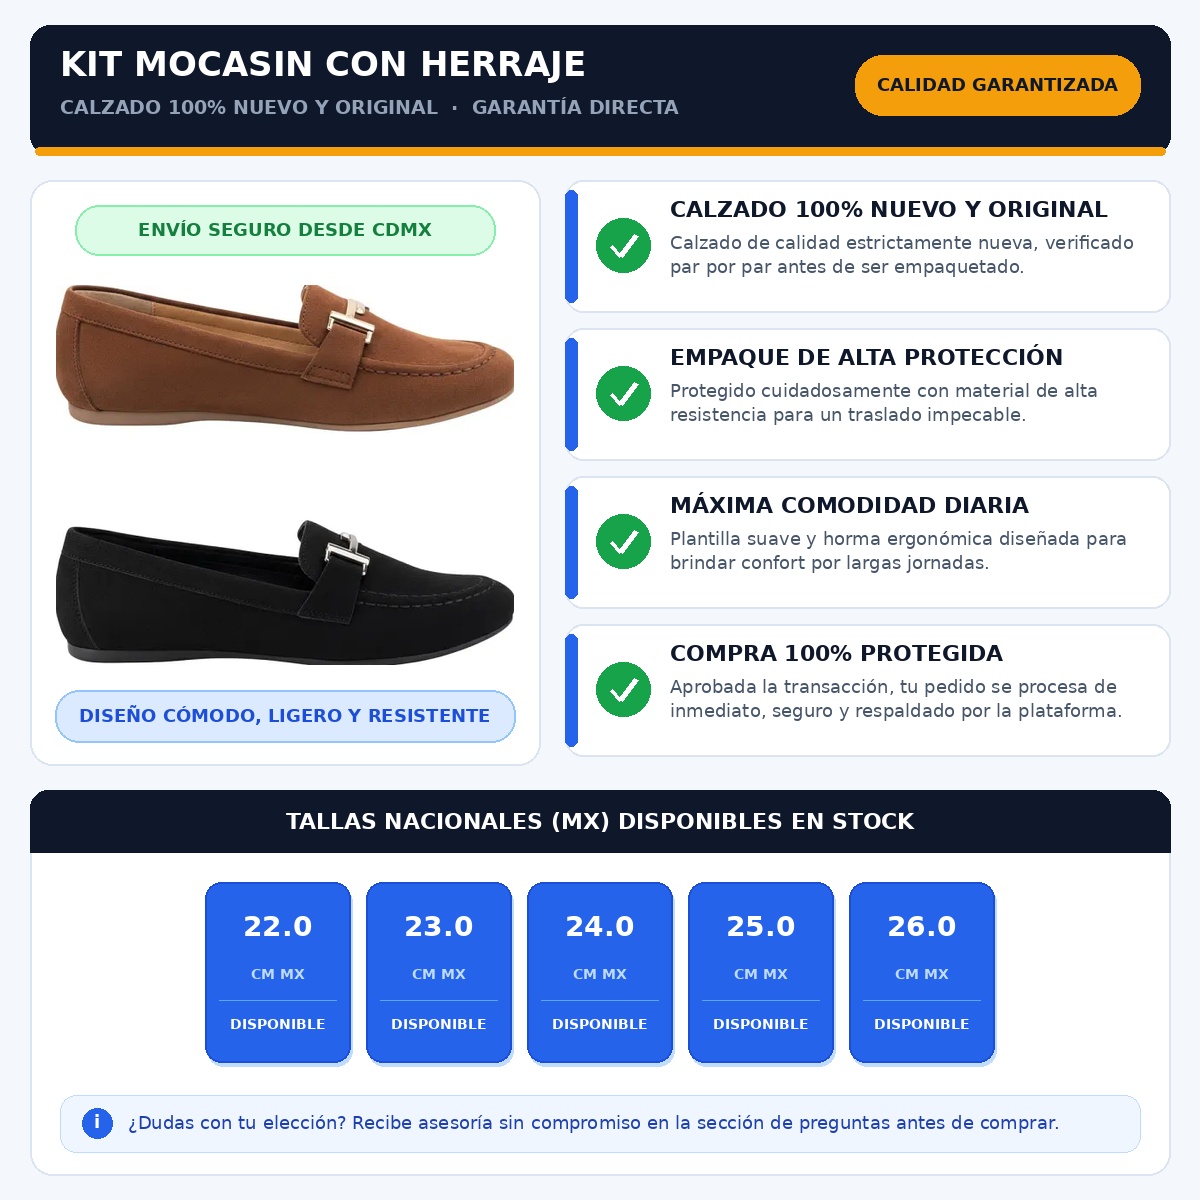 KIT MOCASIN CON HERRAJE
CALZADO 100% NUEVO Y ORIGINAL · GARANTÍA DIRECTA
CALIDAD GARANTIZADA
ENVÍO SEGURO DESDE CDMX
DISEÑO CÓMODO, LIGERO Y RESISTENTE
CALZADO 100% NUEVO Y ORIGINAL
Calzado de calidad estrictamente nueva, verificado
par por par antes de ser empaquetado.
EMPAQUE DE ALTA PROTECCIÓN
Protegido cuidadosamente con material de alta
resistencia para un traslado impecable.
MÁXIMA COMODIDAD DIARIA
Plantilla suave y horma ergonómica diseñada para
brindar confort por largas jornadas.
COMPRA 100% PROTEGIDA
Aprobada la transacción, tu pedido se procesa de
inmediato, seguro y respaldado por la plataforma.
TALLAS NACIONALES (MX) DISPONIBLES EN STOCK
22.0
CM MX
DISPONIBLE
23.0
CM MX
DISPONIBLE
24.0
CM MX
DISPONIBLE
25.0
CM MX
DISPONIBLE
26.0
CM MX
DISPONIBLE
i ¿Dudas con tu elección? Recibe asesoría sin compromiso en la sección de preguntas antes de comprar.